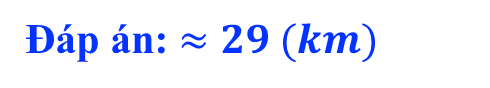 Đáp án: ≈ 29 (km)